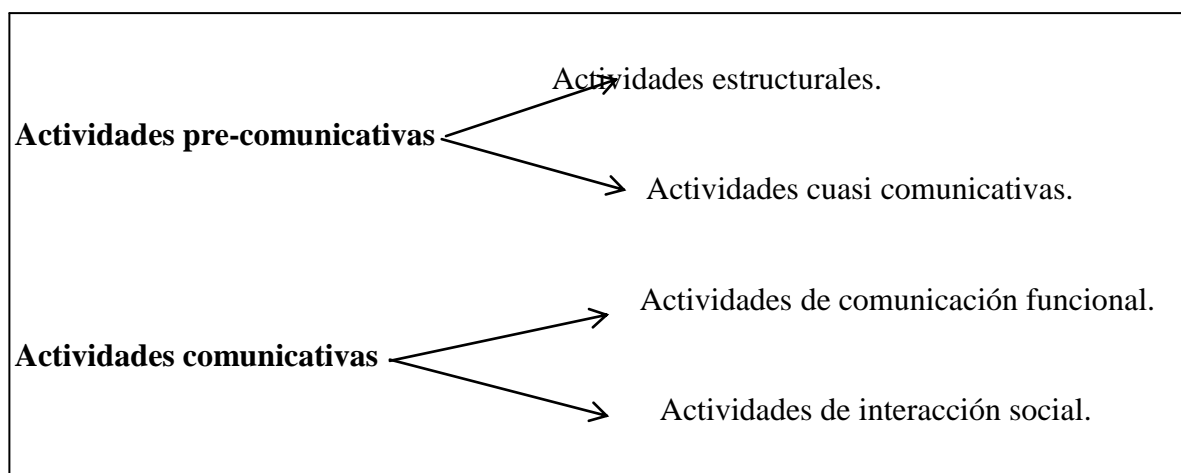 Actividades estructurales.
Actividades pre-comunicativas
Actividades cuasi comunicativas.
Actividades de comunicación funcional.
Actividades comunicativas
Actividades de interacción social.